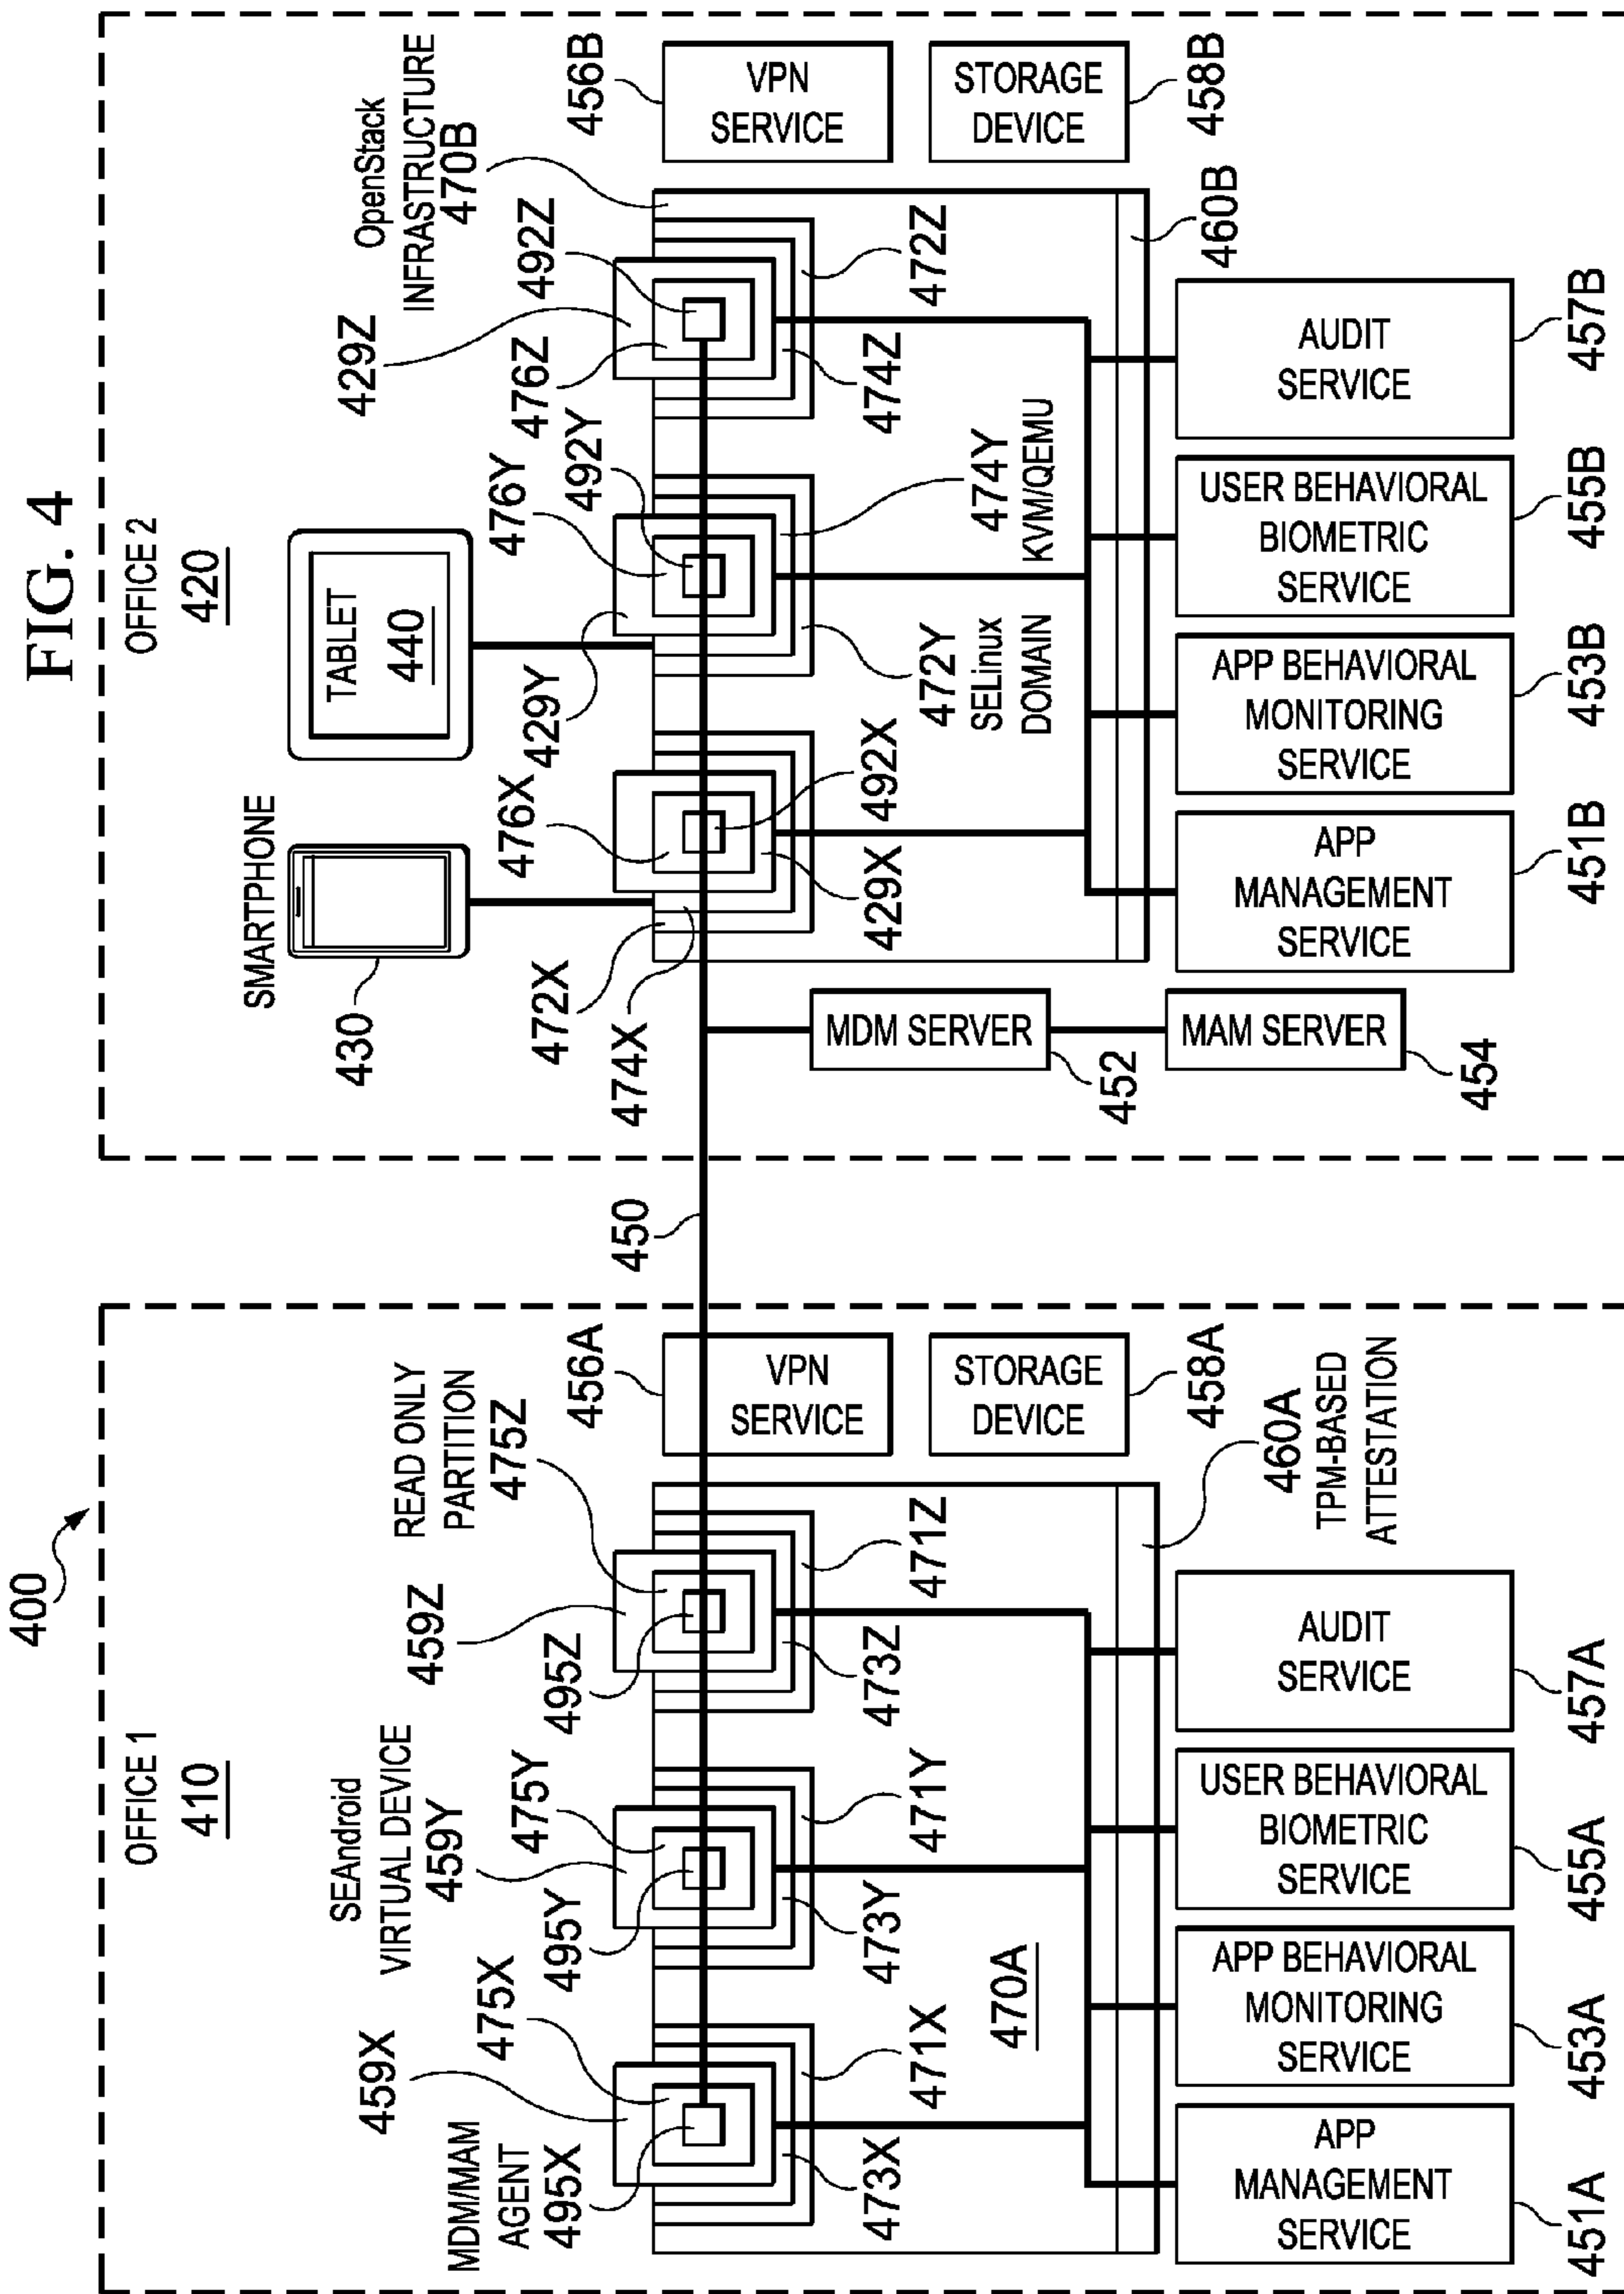 FIG. 4
400
OFFICE 1
410
459X
MDM/MAM
AGENT
495X
475X
SEAndroid
VIRTUAL DEVICE
459Y
495Y
475Y
459Z
READ ONLY
PARTITION
475Z
495Z
456A
VPN
SERVICE
STORAGE
DEVICE
458A
473X
471X
473Y
471Y
473Z
471Z
470A
460A
TPM-BASED
ATTESTATION
APP
MANAGEMENT
SERVICE
451A
APP BEHAVIORAL
MONITORING
SERVICE
453A
USER BEHAVIORAL
BIOMETRIC
SERVICE
455A
AUDIT
SERVICE
457A
450
OFFICE 2
420
SMARTPHONE
430
TABLET
440
472X
474X
476X
429Y
476Y
492Y
429Z
476Z
492Z
OpenStack
INFRASTRUCTURE
470B
456B
VPN
SERVICE
STORAGE
DEVICE
458B
429X
492X
472Y
SELinux
DOMAIN
474Y
KVM/QEMU
474Z
472Z
460B
MDM SERVER
452
MAM SERVER
454
APP
MANAGEMENT
SERVICE
451B
APP BEHAVIORAL
MONITORING
SERVICE
453B
USER BEHAVIORAL
BIOMETRIC
SERVICE
455B
AUDIT
SERVICE
457B